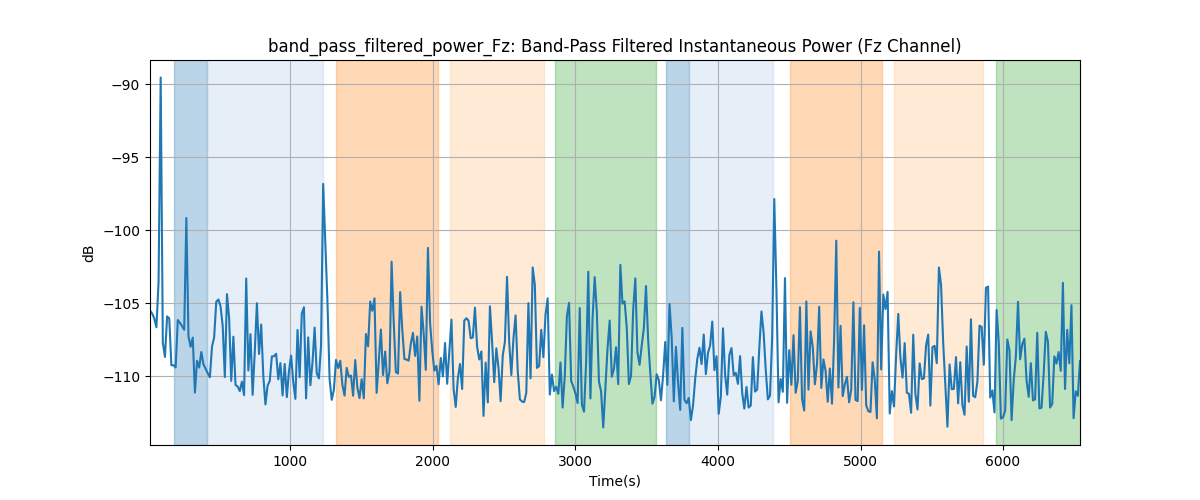 band_pass_filtered_power_Fz: Band-Pass Filtered Instantaneous Power (Fz Channel)
−90
−95
−100
−105
−110
dB
1000 2000 3000 4000 5000 6000
Time(s)